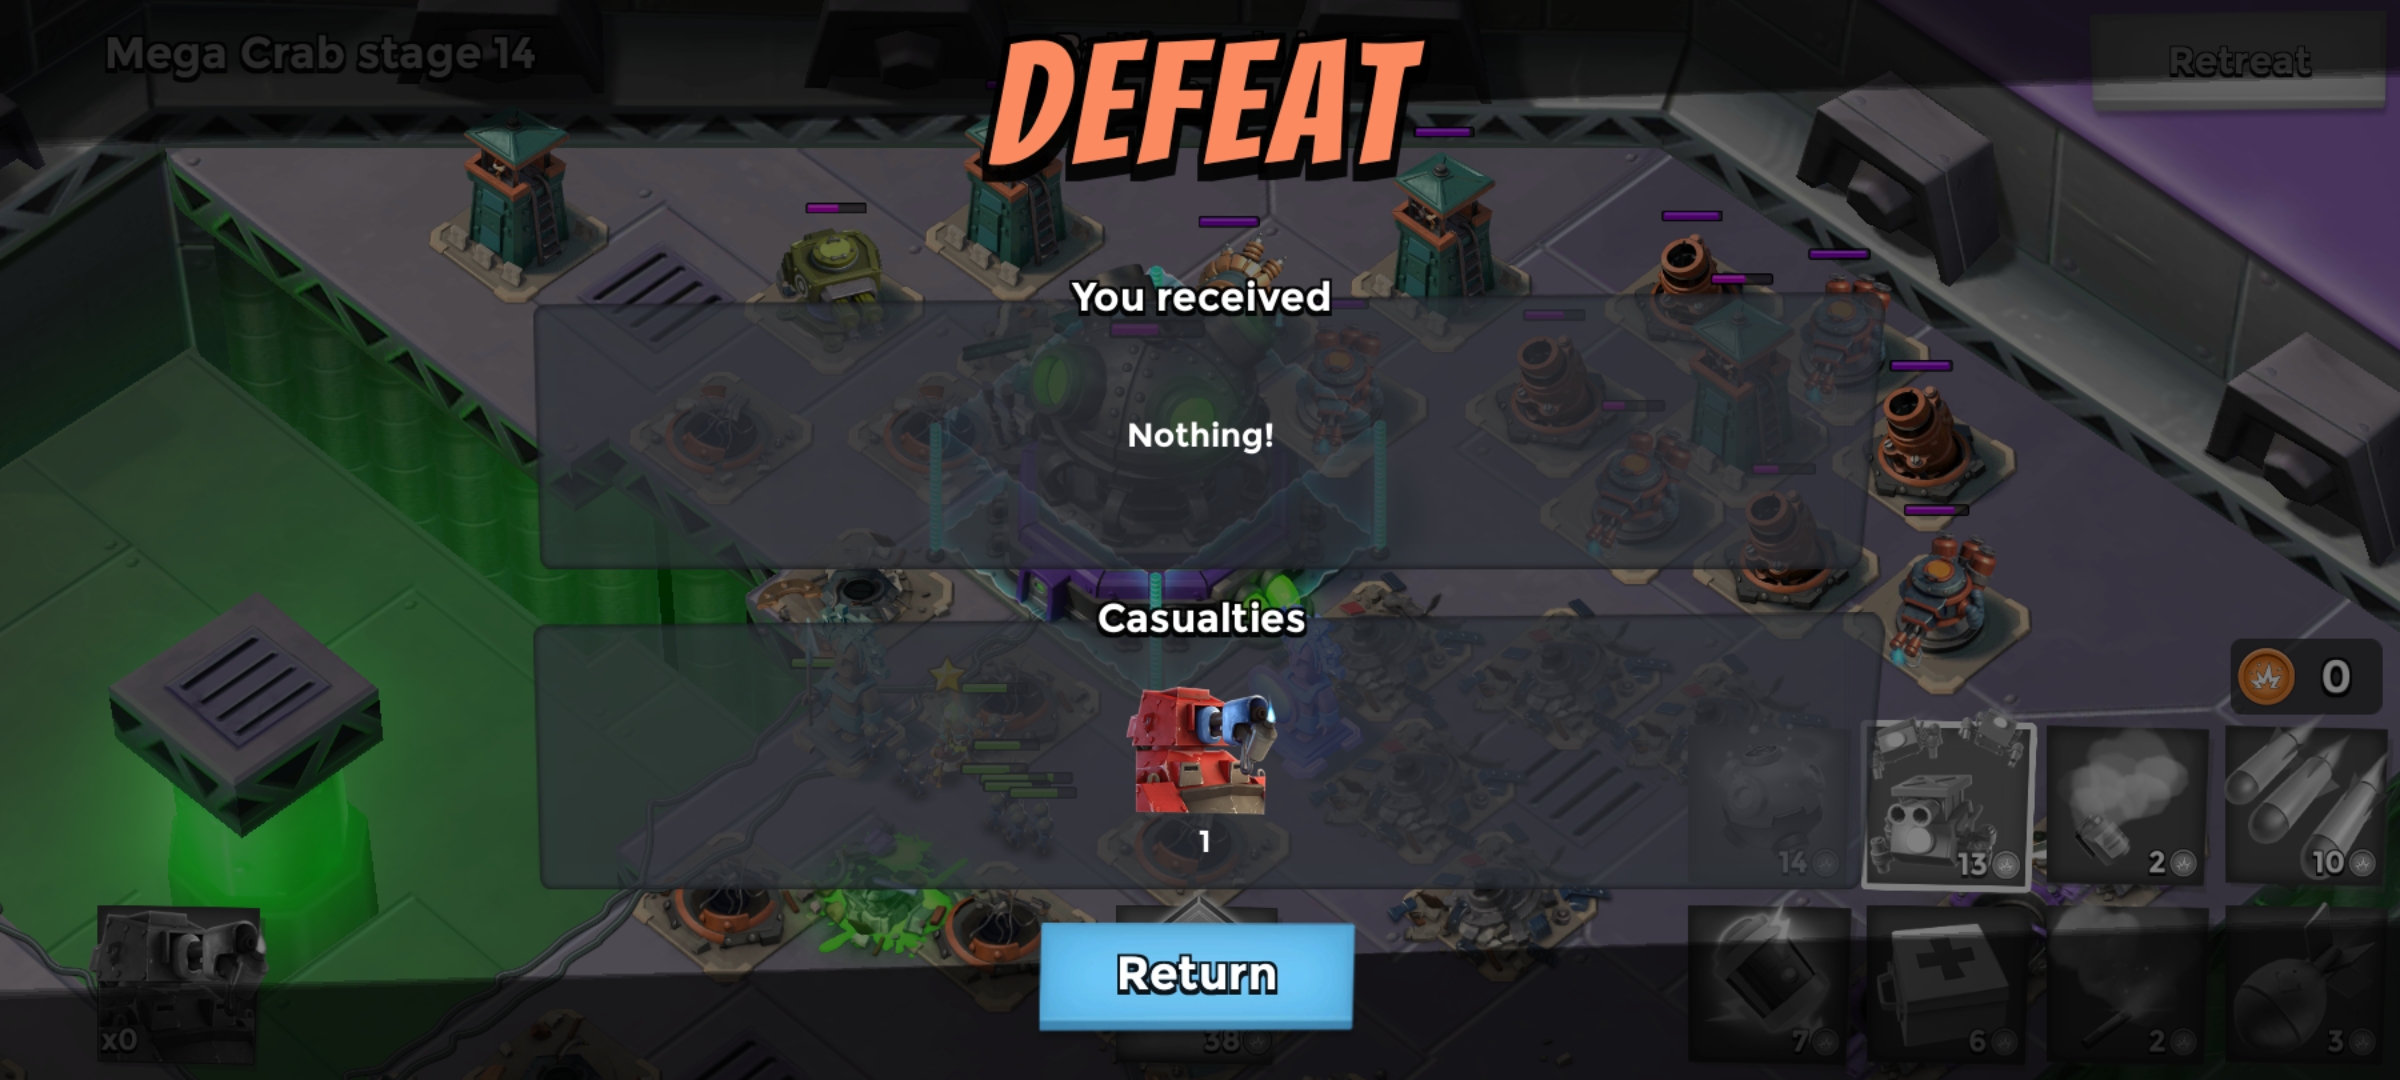 Mega Crab stage 14
DEFEAT
Retreat
You received
Nothing!
Casualties
1
0
14
13
2
10
Return
x0
38
7
6
2
3